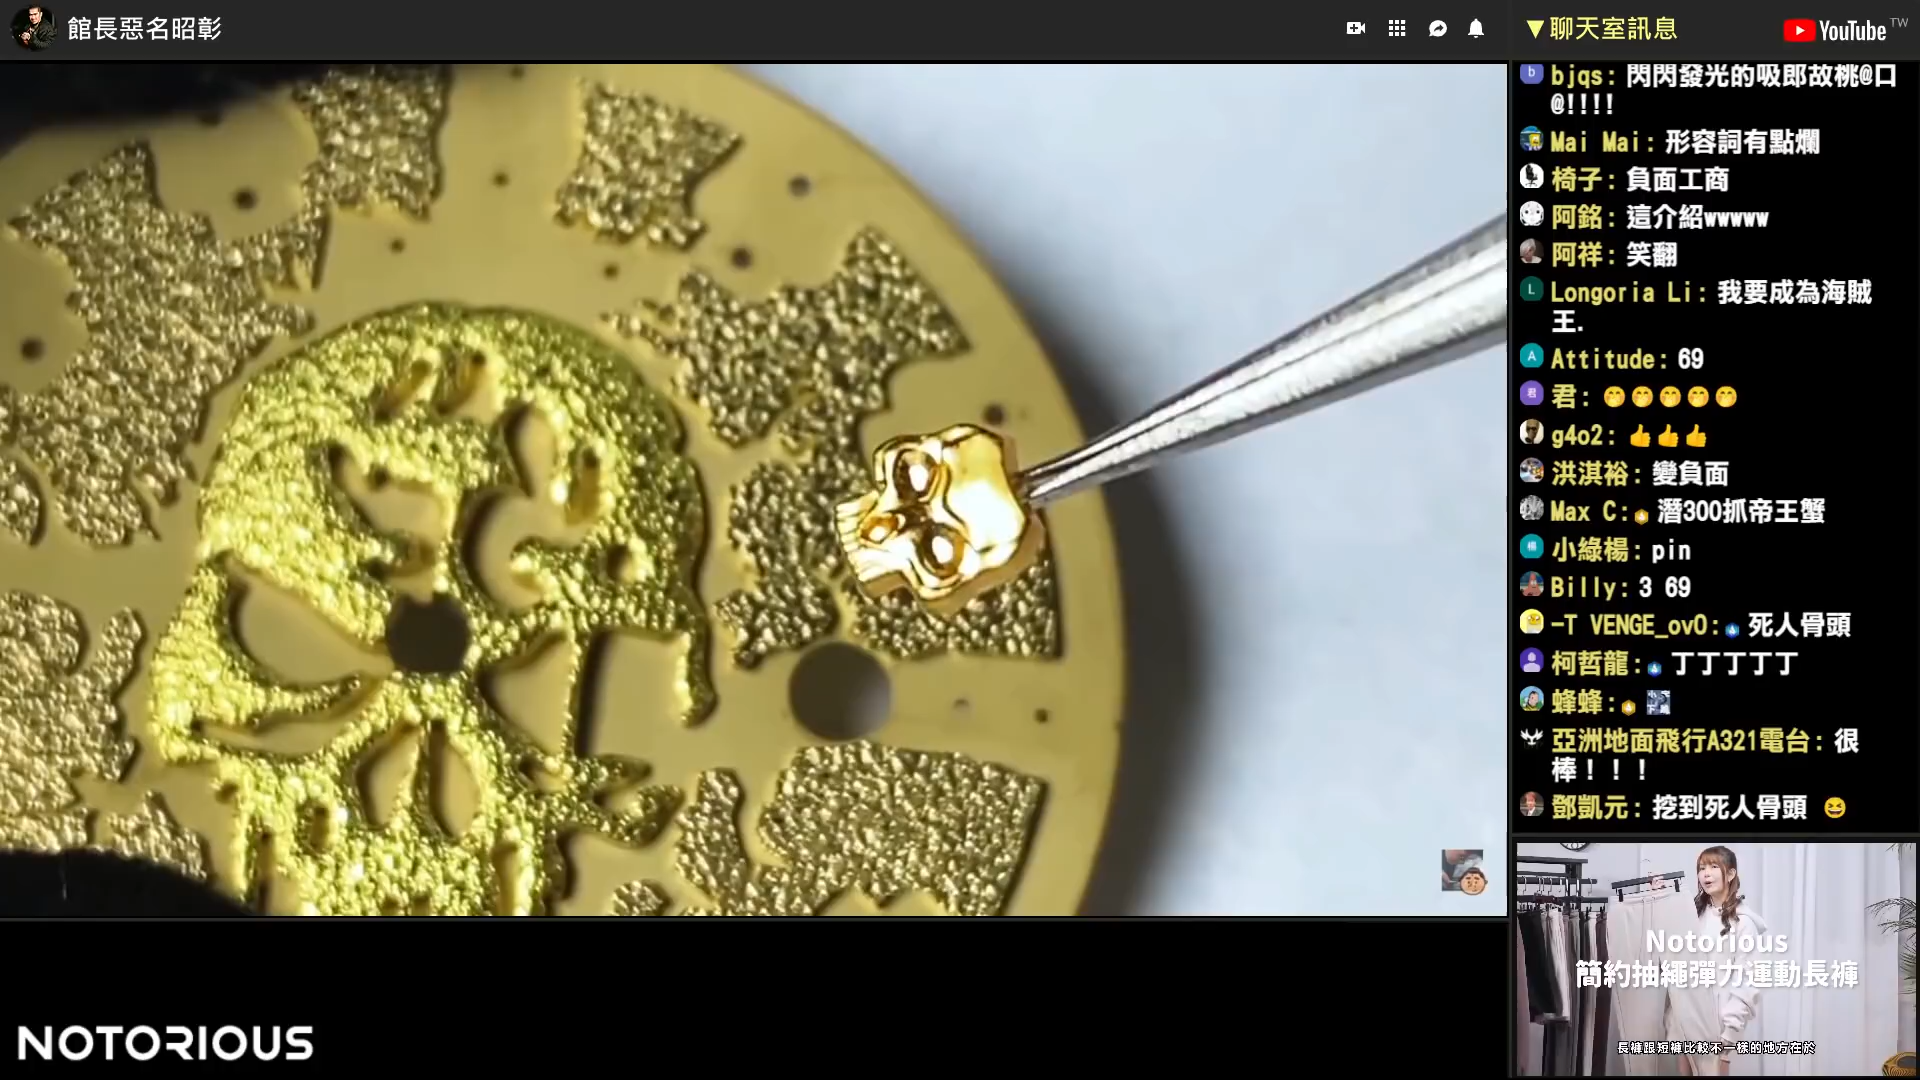 館長惡名昭彰
▼聊天室訊息
YouTube TW
bjqs: 閃閃發光的吸郎故桃@口
@!!!!
Mai Mai: 形容詞有點爛
椅子: 負面工商
阿銘: 這介紹wwwww
阿祥: 笑翻
Longoria Li: 我要成為海賊
王.
Attitude: 69
君: 🤭🤭🤭🤭🤭
g4o2: 👍👍👍
洪淇裕: 變負面
Max C: 潛300抓帝王蟹
小綠楊: pin
Billy: 3 69
-T VENGE_ovO: 死人骨頭
柯哲龍: 丁丁丁丁丁
蜂蜂:
亞洲地面飛行A321電台: 很
棒！！！
鄧凱元: 挖到死人骨頭 😆
Notorious
簡約抽繩彈力運動長褲
長褲跟短褲比較不一樣的地方在於
NOTORIOUS